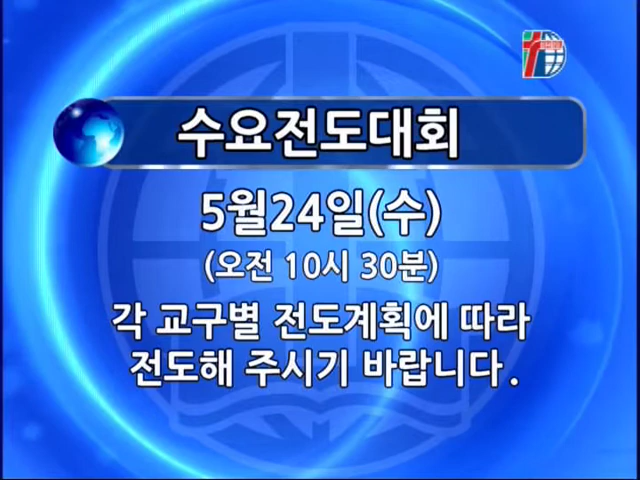 수요전도대회
5월24일(수)
(오전 10시 30분)
각 교구별 전도계획에 따라
전도해 주시기 바랍니다.